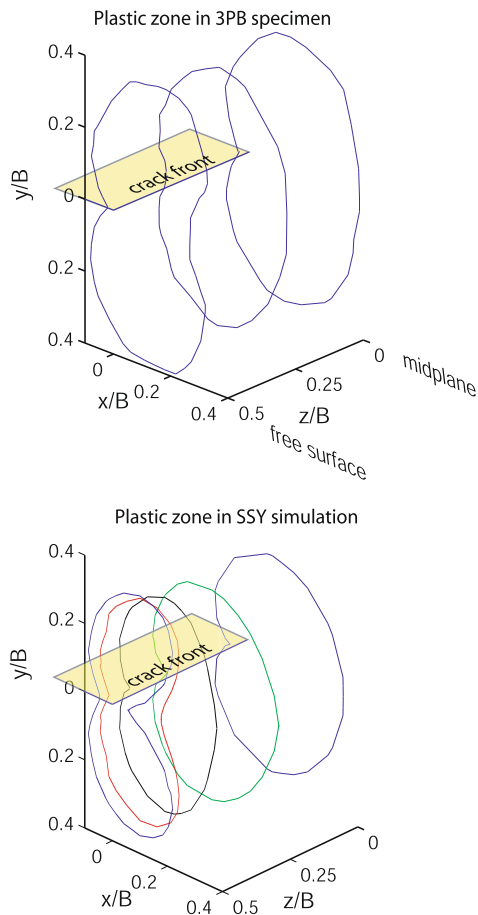 Plastic zone in 3PB specimen
0.4
0.2
y/B
0
0.2
0.4
crack front
0
0.2
0.4
x/B
0.5
0.25
0
z/B
midplane
free surface
Plastic zone in SSY simulation
0.4
0.2
y/B
0
0.2
0.4
crack front
0
0.2
0.4
x/B
0.5
0.25
0
z/B